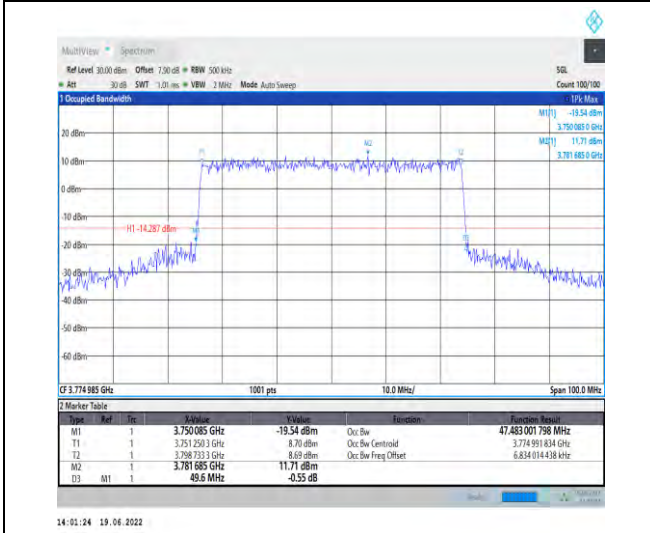 MultiView Spectrum
Ref Level 30.00 dBm Offset 7.90 dB RBW 500 kHz SGL
Att 30 dB SWT 1.01 ms VBW 2 MHz Mode Auto Sweep Count 100/100
1 Occupied Bandwidth 1Pk Max
M1[1] -19.54 dBm
3.750 085 0 GHz
M2[1] 11.71 dBm
3.781 685 0 GHz
20 dBm
M2
T1 T2
10 dBm
0 dBm
-10 dBm
H1 -14.287 dBm
M1
-20 dBm
-30 dBm
-40 dBm
-50 dBm
-60 dBm
CF 3.774 985 GHz 1001 pts 10.0 MHz/ Span 100.0 MHz
2 Marker Table
Type Ref Trc X-Value Y-Value Function Function Result
M1 1 3.750 085 GHz -19.54 dBm Occ Bw 47.483 001 798 MHz
T1 1 3.751 250 3 GHz 8.70 dBm Occ Bw Centroid 3.774 991 834 GHz
T2 1 3.798 733 3 GHz 8.69 dBm Occ Bw Freq Offset 6.834 014 438 kHz
M2 1 3.781 685 GHz 11.71 dBm
D3 M1 1 49.6 MHz -0.55 dB
14:01:24 19.06.2022